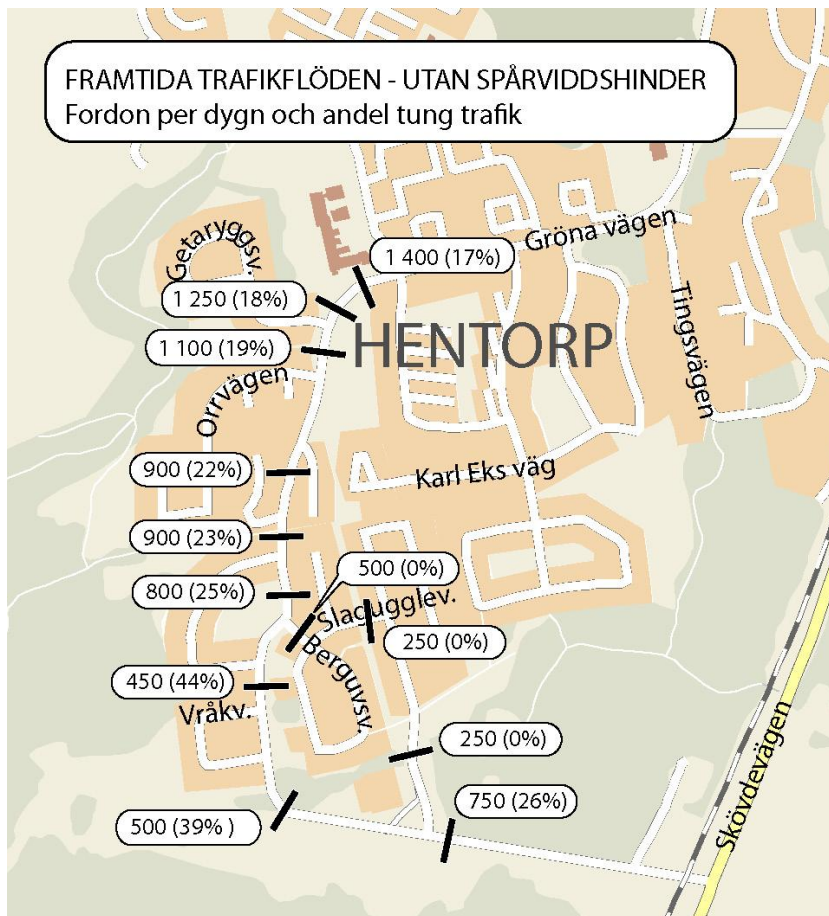 FRAMTIDA TRAFIKFLÖDEN - UTAN SPÅRVIDDSHINDER
Fordon per dygn och andel tung trafik
Getaryggsv.
Gröna vägen
1 400 (17%)
1 250 (18%)
Tingsvägen
1 100 (19%)
HENTORP
Orrvägen
900 (22%)
Karl Eks väg
900 (23%)
500 (0%)
800 (25%)
Slagugglev.
250 (0%)
Berguvsv.
450 (44%)
Vråkv.
250 (0%)
Skövdevägen
750 (26%)
500 (39% )